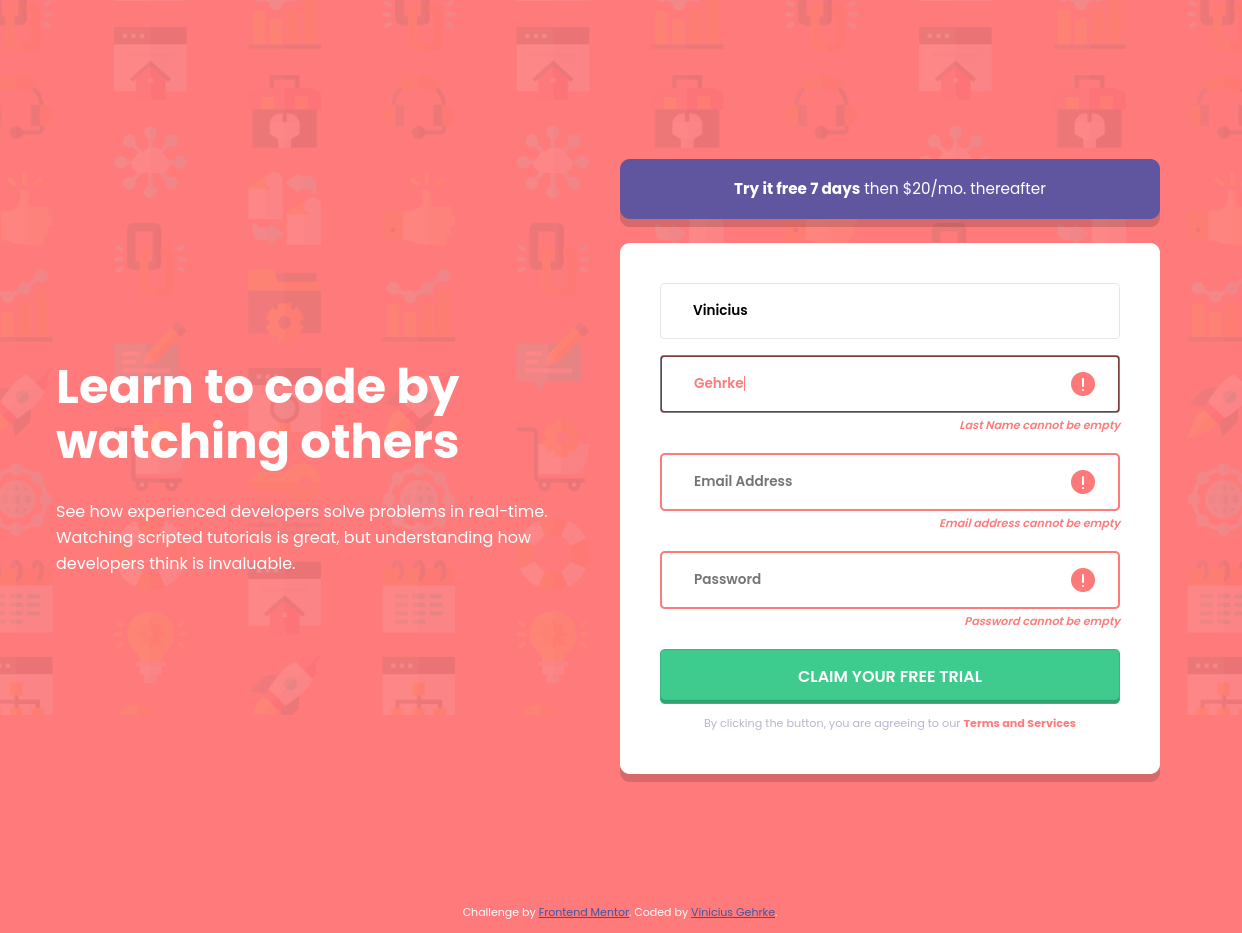 Try it free 7 days then $20/mo. thereafter
Vinicius
Gehrke
Last Name cannot be empty
Learn to code by
watching others
Email Address
Email address cannot be empty
See how experienced developers solve problems in real-time.
Watching scripted tutorials is great, but understanding how
developers think is invaluable.
Password
Password cannot be empty
CLAIM YOUR FREE TRIAL
By clicking the button, you are agreeing to our Terms and Services
Challenge by Frontend Mentor. Coded by Vinicius Gehrke.